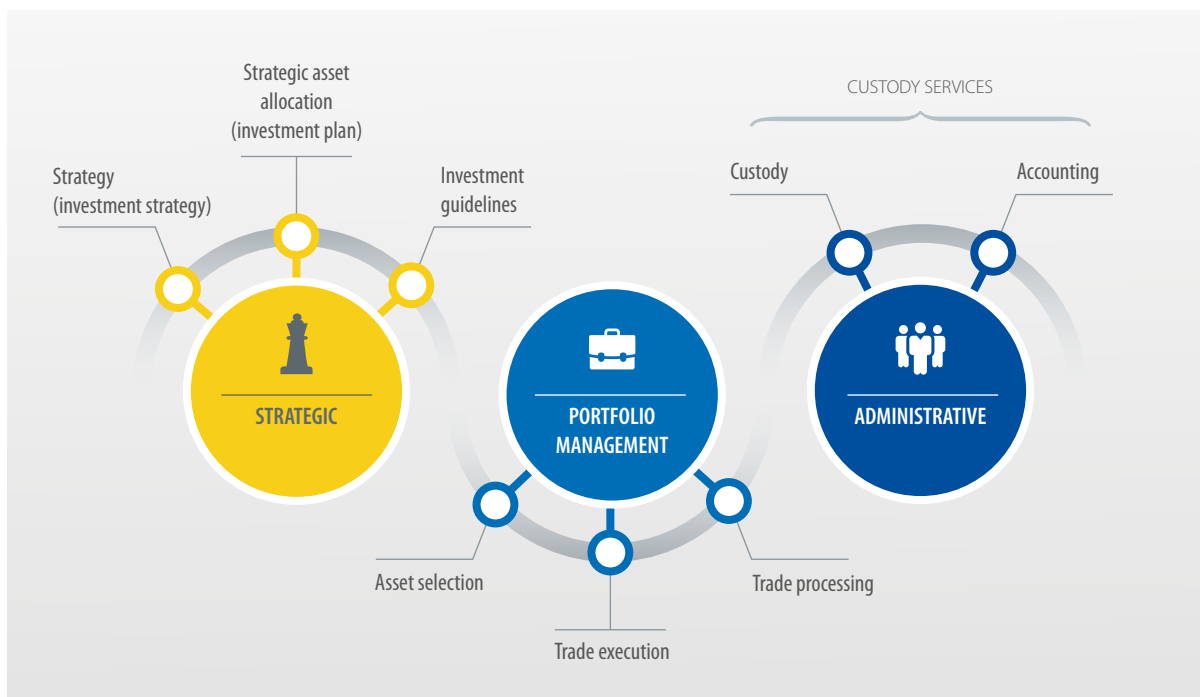 Strategic asset
allocation
(investment plan)
Strategy
(investment strategy)
Investment
guidelines
STRATEGIC
Asset selection
PORTFOLIO
MANAGEMENT
Trade execution
Trade processing
CUSTODY SERVICES
Custody
Accounting
ADMINISTRATIVE